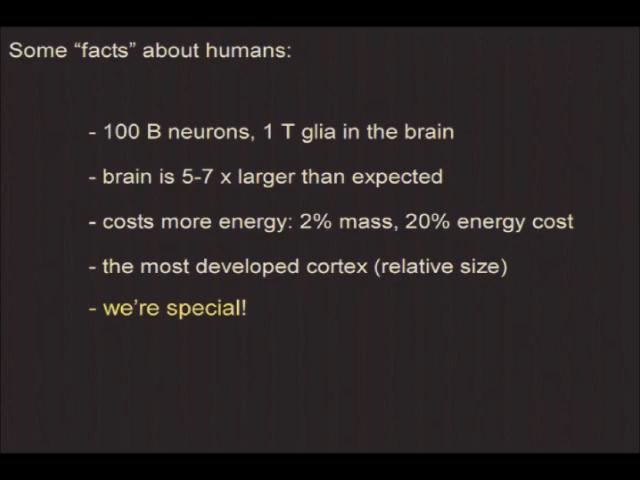 Some “facts” about humans:
- 100 B neurons, 1 T glia in the brain
- brain is 5-7 x larger than expected
- costs more energy: 2% mass, 20% energy cost
- the most developed cortex (relative size)
- we’re special!